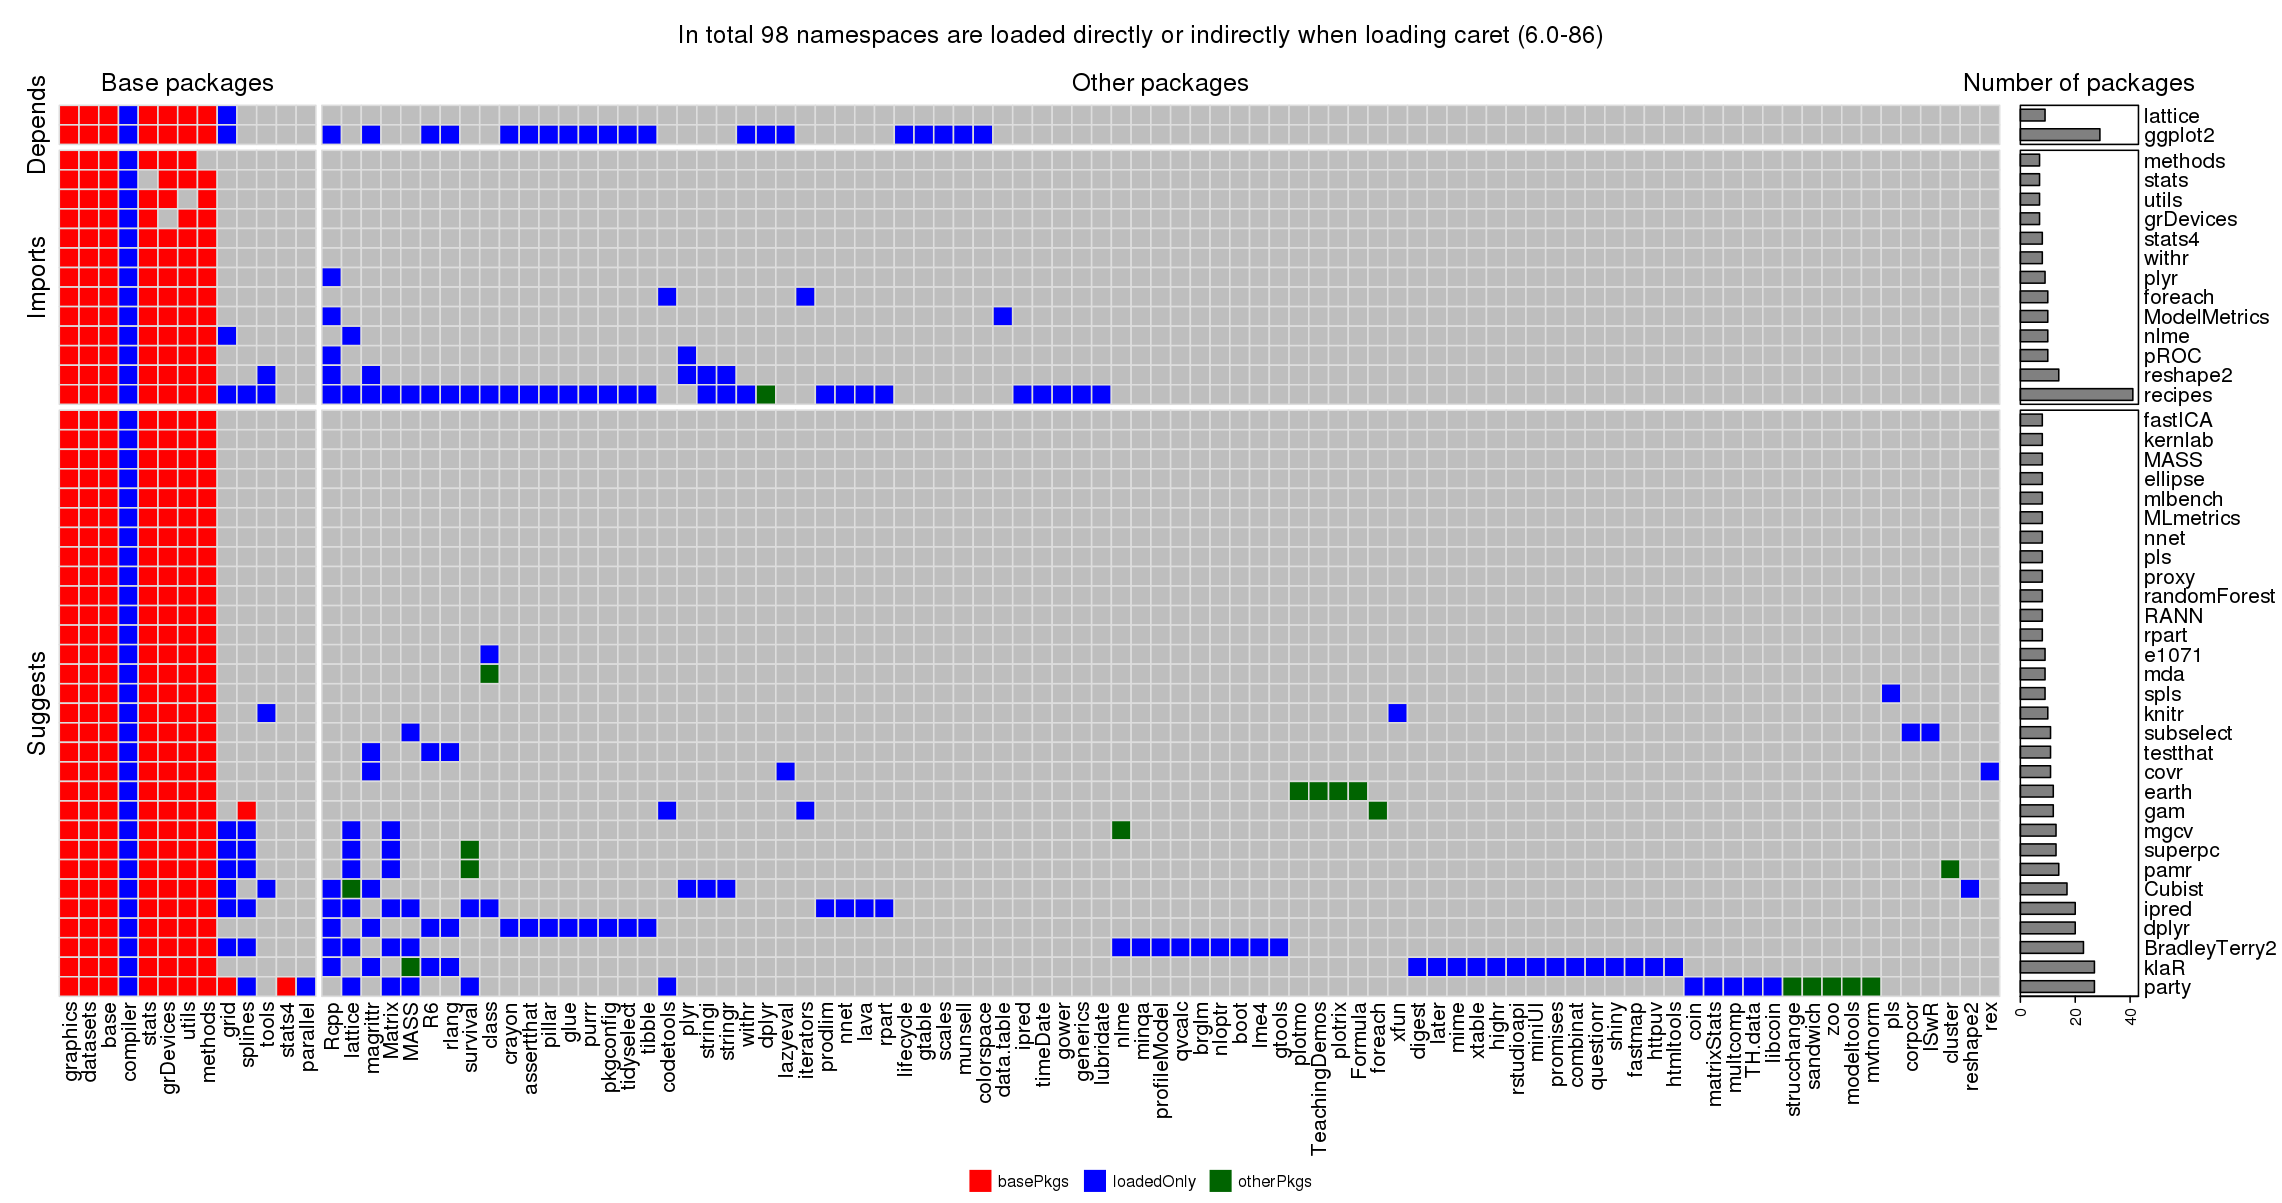 In total 98 namespaces are loaded directly or indirectly when loading caret (6.0-86)
Base packages
Other packages
Number of packages
Depends
lattice
ggplot2
Imports
methods
stats
utils
grDevices
stats4
withr
plyr
foreach
ModelMetrics
nlme
pROC
reshape2
recipes
Suggests
fastICA
kernlab
MASS
ellipse
mlbench
MLmetrics
nnet
pls
proxy
randomForest
RANN
rpart
e1071
mda
spls
knitr
subselect
testthat
covr
earth
gam
mgcv
superpc
pamr
Cubist
ipred
dplyr
BradleyTerry2
klaR
party
graphics
datasets
base
compiler
stats
grDevices
utils
methods
grid
splines
tools
stats4
parallel
Rcpp
lattice
magrittr
Matrix
MASS
R6
rlang
survival
class
crayon
assertthat
pillar
glue
purrr
pkgconfig
tidyselect
tibble
codetools
plyr
stringi
stringr
withr
dplyr
lazyeval
iterators
prodlim
nnet
lava
rpart
lifecycle
gtable
scales
munsell
colorspace
data.table
ipred
timeDate
gower
generics
lubridate
nlme
minqa
profileModel
qvcalc
brglm
nloptr
boot
lme4
gtools
plotmo
TeachingDemos
plotrix
Formula
foreach
xfun
digest
later
mime
xtable
highr
rstudioapi
miniUI
promises
combinat
questionr
shiny
fastmap
httpuv
htmltools
coin
matrixStats
multcomp
TH.data
libcoin
strucchange
sandwich
zoo
modeltools
mvtnorm
pls
corpcor
ISwR
cluster
reshape2
rex
0
20
40
basePkgs
loadedOnly
otherPkgs